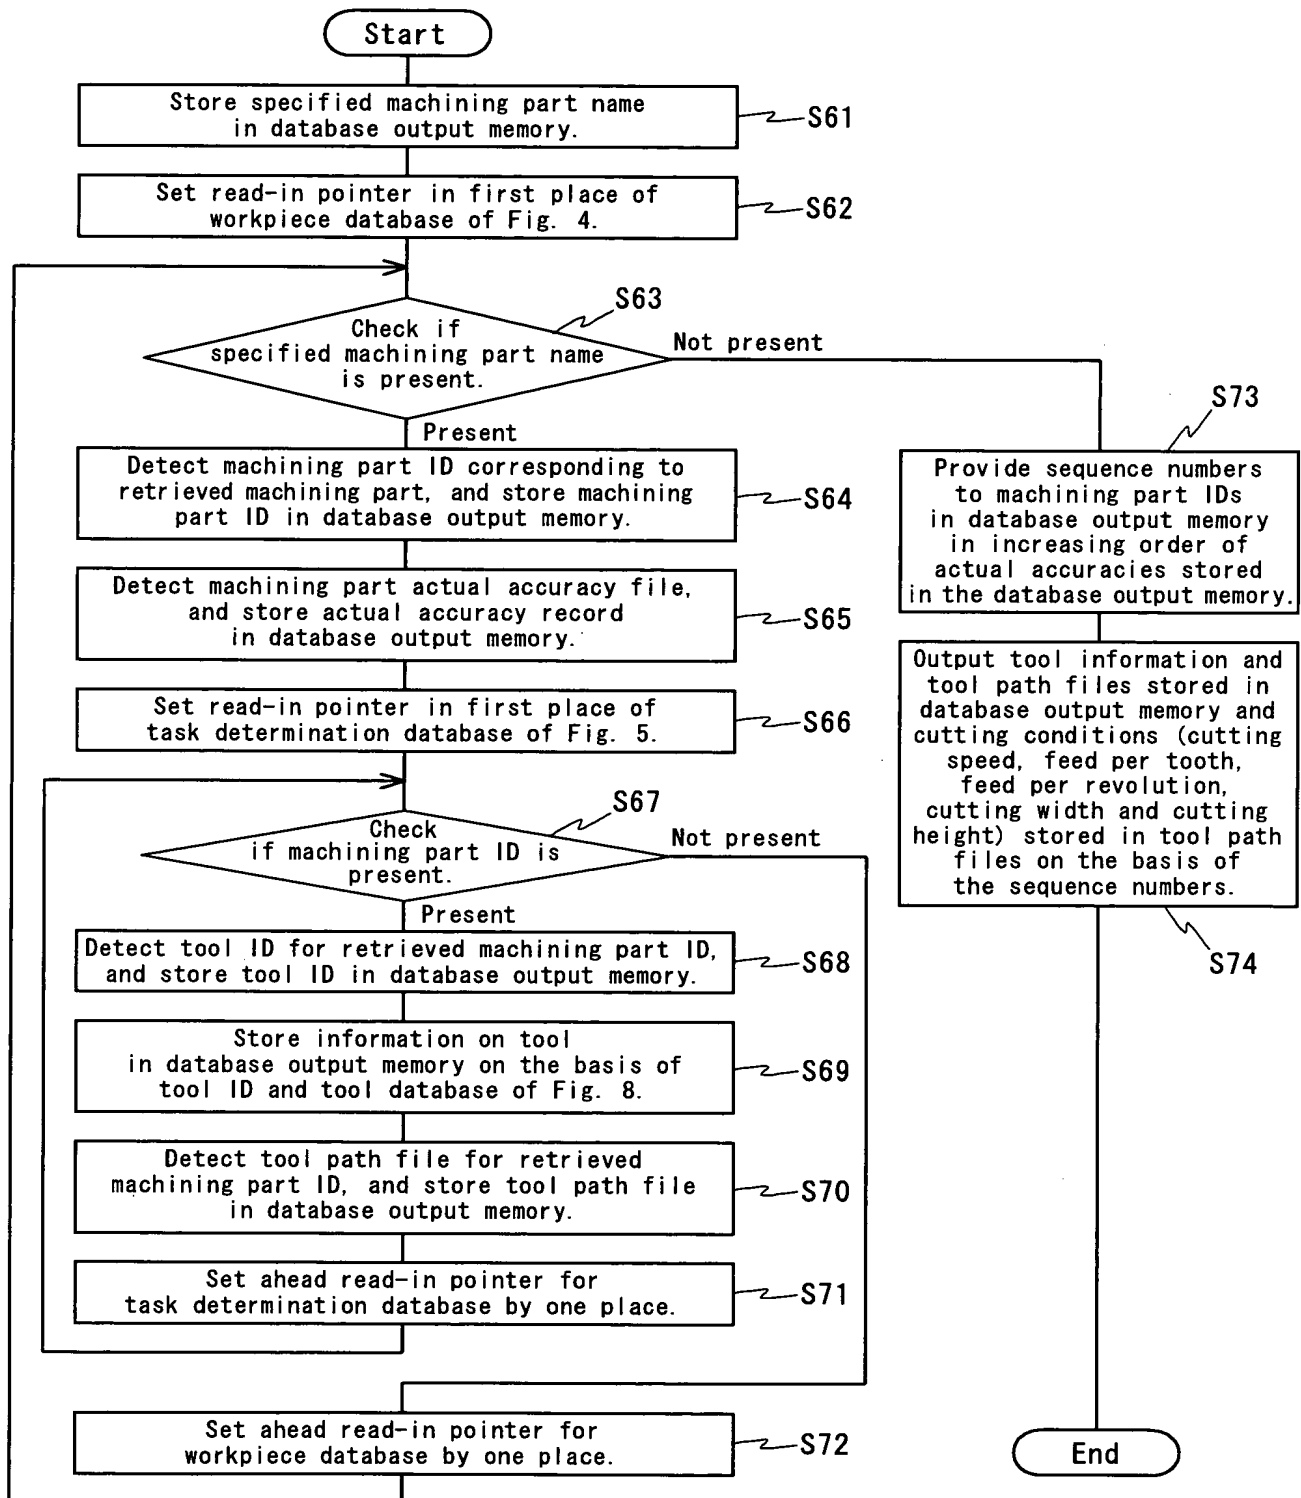 Start
Store specified machining part name
in database output memory.
S61
Set read-in pointer in first place of
workpiece database of Fig. 4.
S62
S63
Check if
specified machining part name
is present.
Not present
Present
Detect machining part ID corresponding to
retrieved machining part, and store machining
part ID in database output memory.
S64
Detect machining part actual accuracy file,
and store actual accuracy record
in database output memory.
S65
Set read-in pointer in first place of
task determination database of Fig. 5.
S66
S67
Check
if machining part ID is
present.
Not present
Present
Detect tool ID for retrieved machining part ID,
and store tool ID in database output memory.
S68
Store information on tool
in database output memory on the basis of
tool ID and tool database of Fig. 8.
S69
Detect tool path file for retrieved
machining part ID, and store tool path file
in database output memory.
S70
Set ahead read-in pointer for
task determination database by one place.
S71
Set ahead read-in pointer for
workpiece database by one place.
S72
S73
Provide sequence numbers
to machining part IDs
in database output memory
in increasing order of
actual accuracies stored
in the database output memory.
Output tool information and
tool path files stored in
database output memory and
cutting conditions (cutting
speed, feed per tooth,
feed per revolution,
cutting width and cutting
height) stored in tool path
files on the basis of
the sequence numbers.
S74
End